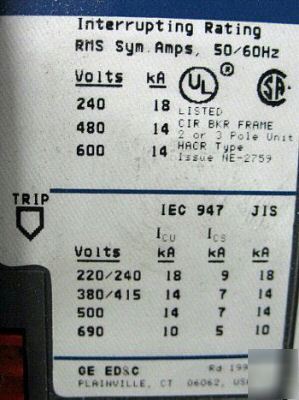 Interrupting Rating
RMS Sym.Amps, 50/60Hz
Volts kA
240 18
480 14
600 14
UL ®
SA
LISTED
CIR BKR FRAME
2 or 3 Pole Unit
HACR Type
Issue NE-2759
TRIP
IEC 947 JIS
ICU ICS
Volts kA kA kA
220/240 18 9 18
380/415 14 7 14
500 14 7 14
690 10 5 10
GE ED&C Rd 199
PLAINVILLE, CT 06062, USA